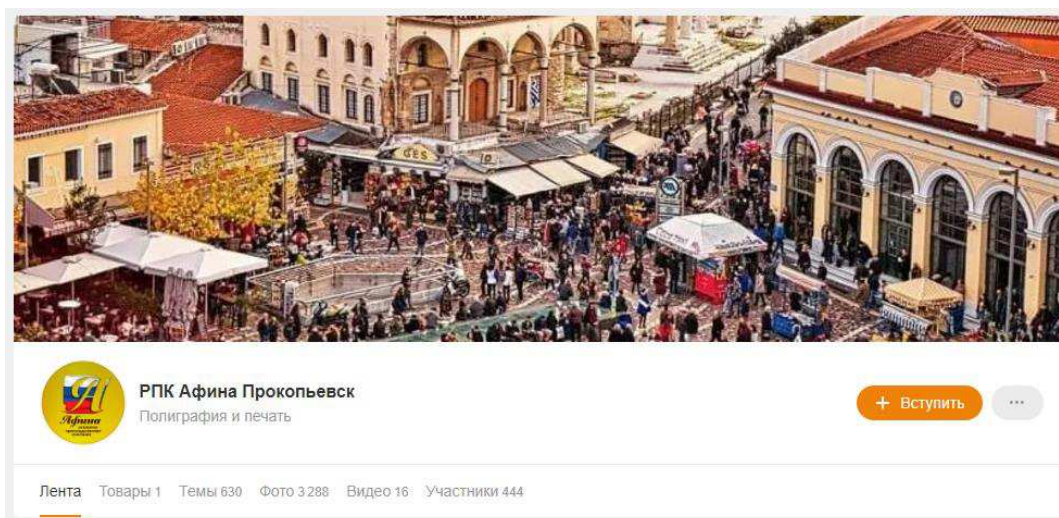 GES
РПК Афина Прокопьевск
Полиграфия и печать
+ Вступить
...
Афина
Лента Товары 1 Темы 630 Фото 3 288 Видео 16 Участники 444